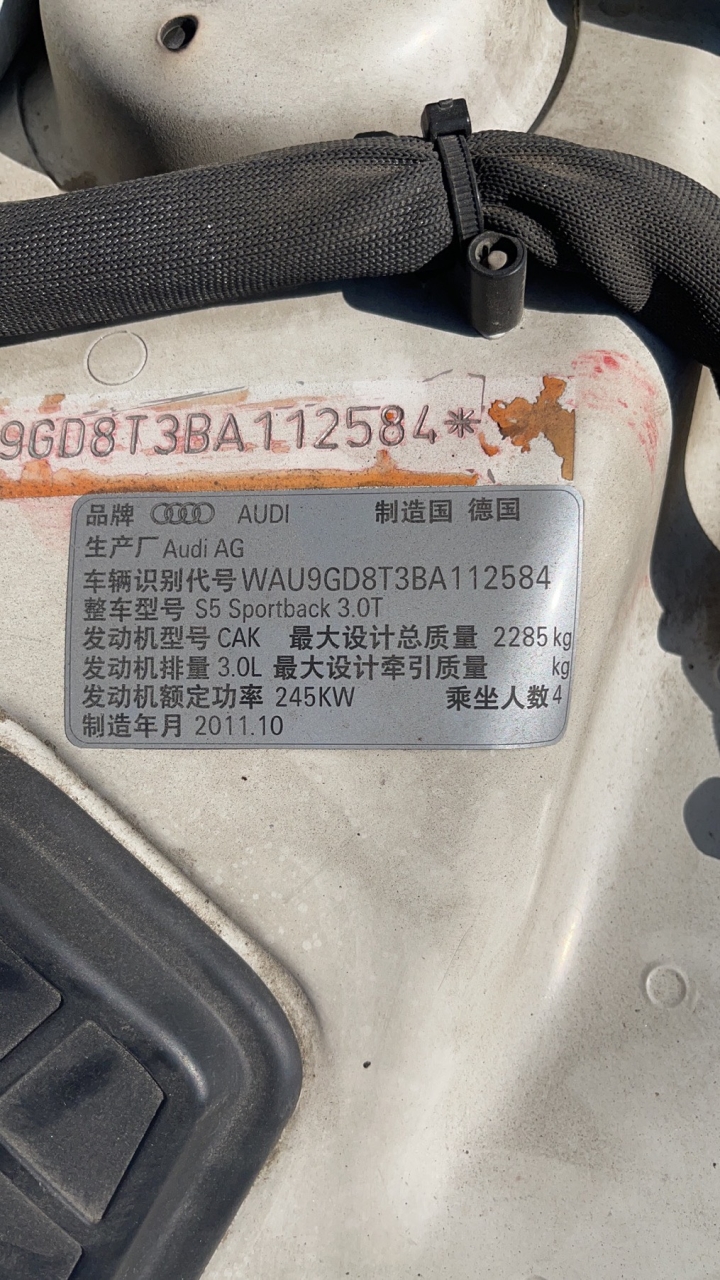 9GD8T3BA112584*
品牌 AUDI 制造国 德国
生产厂 Audi AG
车辆识别代号 WAU9GD8T3BA112584
整车型号 S5 Sportback 3.0T
发动机型号 CAK 最大设计总质量 2285 kg
发动机排量 3.0L 最大设计牵引质量 kg
发动机额定功率 245KW 乘坐人数 4
制造年月 2011.10